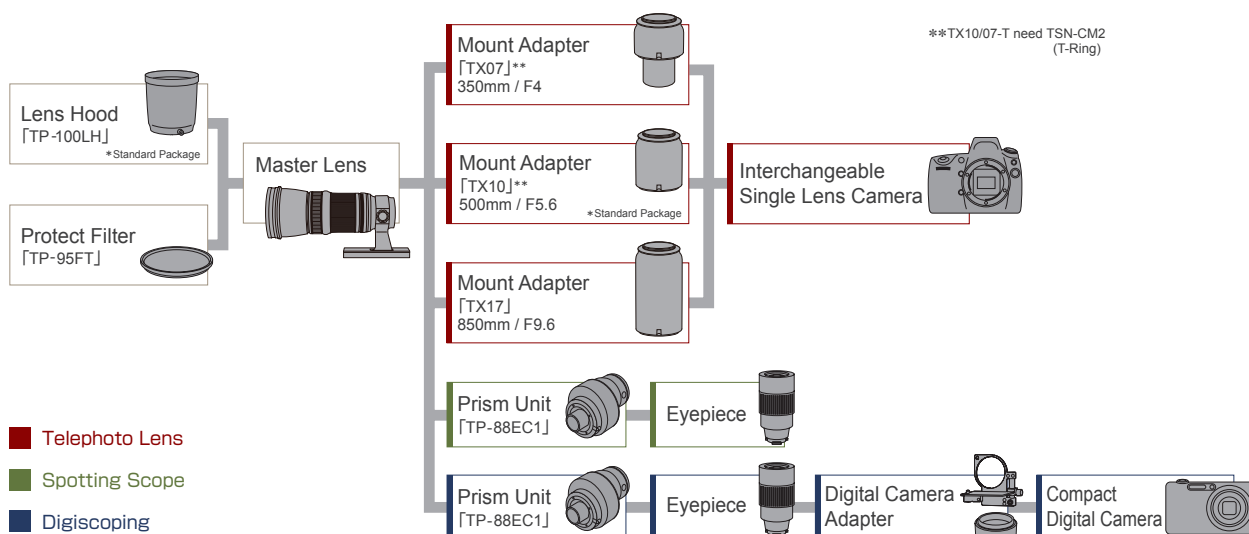 **TX10/07-T need TSN-CM2
(T-Ring)
Lens Hood
「TP-100LH」
*Standard Package
Protect Filter
「TP-95FT」
Master Lens
Mount Adapter
「TX07」**
350mm / F4
Mount Adapter
「TX10」**
500mm / F5.6
*Standard Package
Mount Adapter
「TX17」
850mm / F9.6
Interchangeable
Single Lens Camera
Prism Unit
「TP-88EC1」
Eyepiece
Prism Unit
「TP-88EC1」
Eyepiece
Digital Camera
Adapter
Compact
Digital Camera
Telephoto Lens
Spotting Scope
Digiscoping